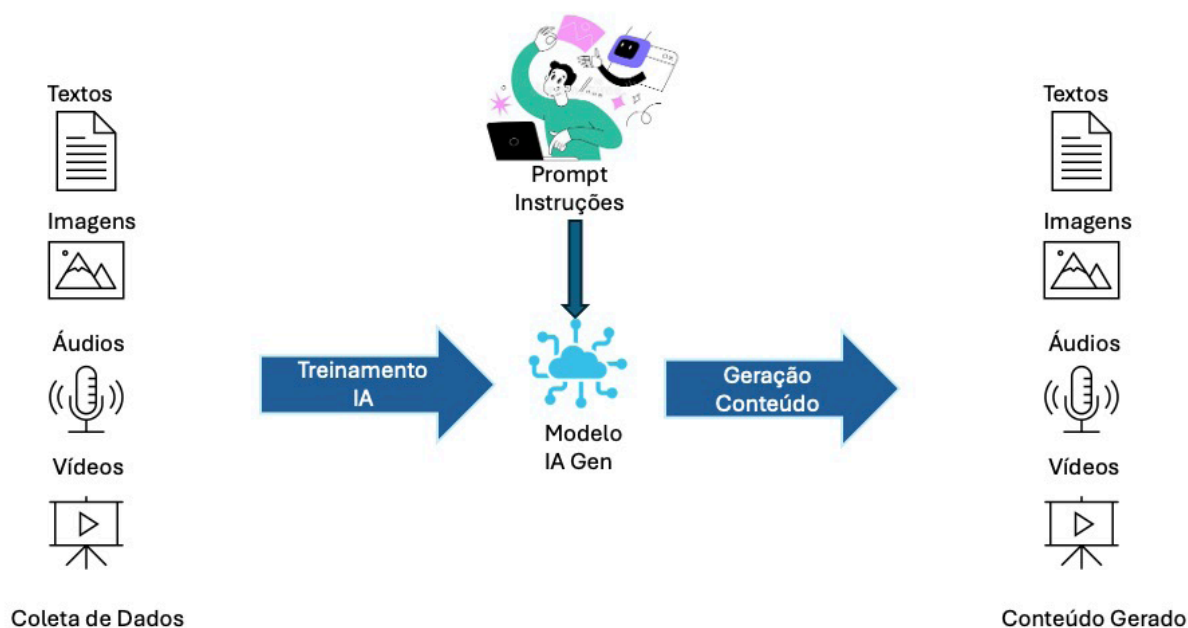 Textos
Imagens
Áudios
Vídeos
Coleta de Dados
Treinamento
IA
Prompt
Instruções
Modelo
IA Gen
Geração
Conteúdo
Textos
Imagens
Áudios
Vídeos
Conteúdo Gerado